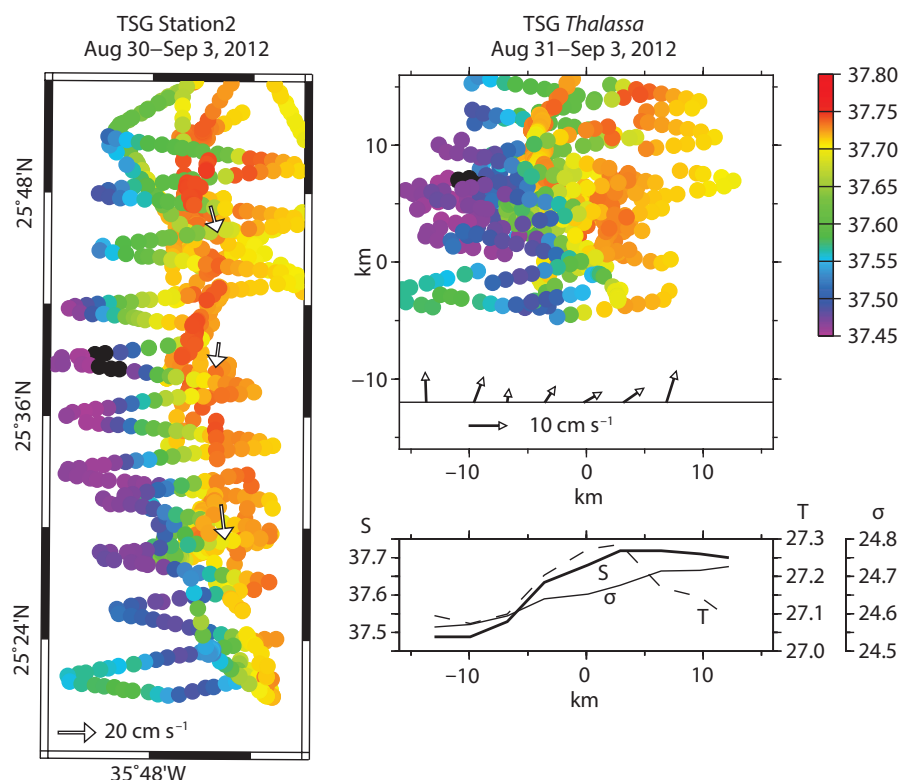 TSG Station2
Aug 30–Sep 3, 2012
25˚48'N
25˚36'N
25˚24'N
20 cm s⁻¹
35˚48'W
TSG Thalassa
Aug 31–Sep 3, 2012
10
0
−10
km
10 cm s⁻¹
−10 0 10
km
37.80
37.75
37.70
37.65
37.60
37.55
37.50
37.45
S T σ
37.7 27.3 24.8
27.2 24.7
37.6
S
σ
T
27.1 24.6
37.5
27.0 24.5
−10 0 10
km